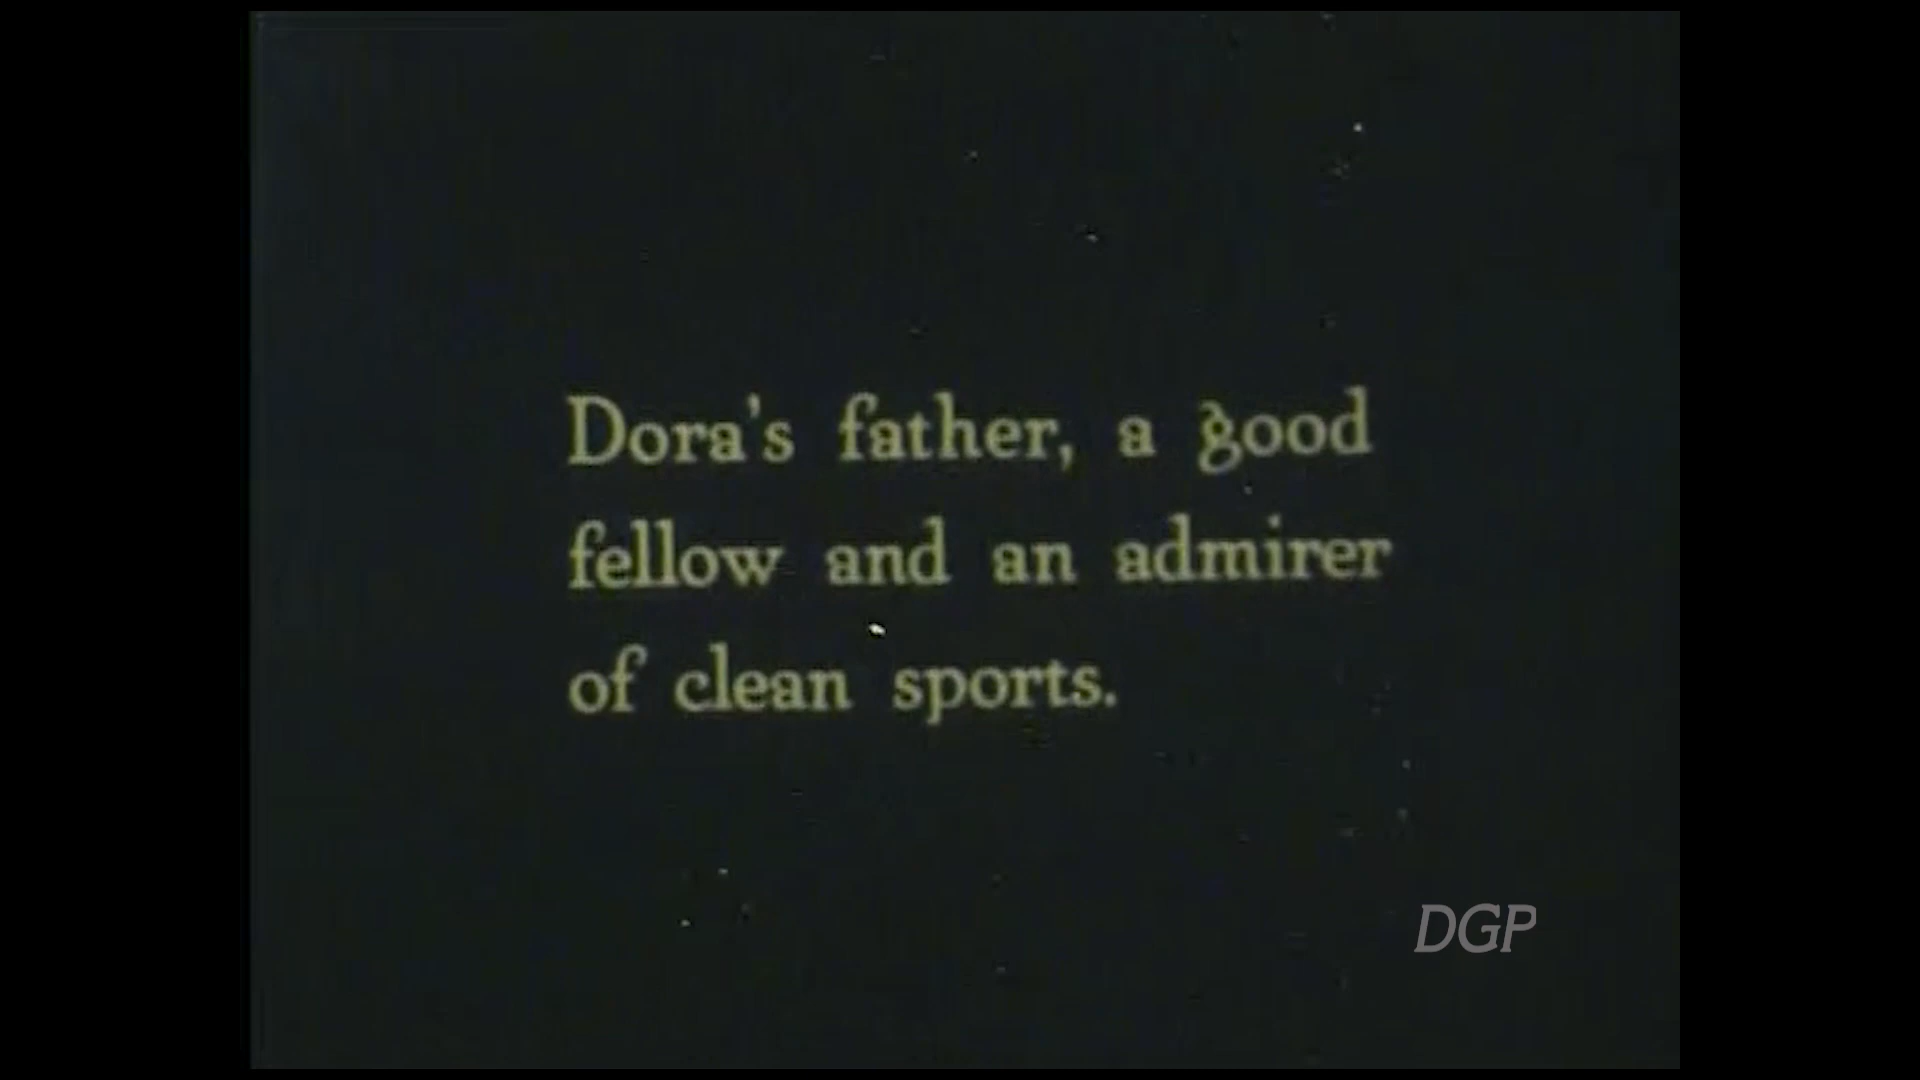 Dora's father, a good
fellow and an admirer
of clean sports.
DGP